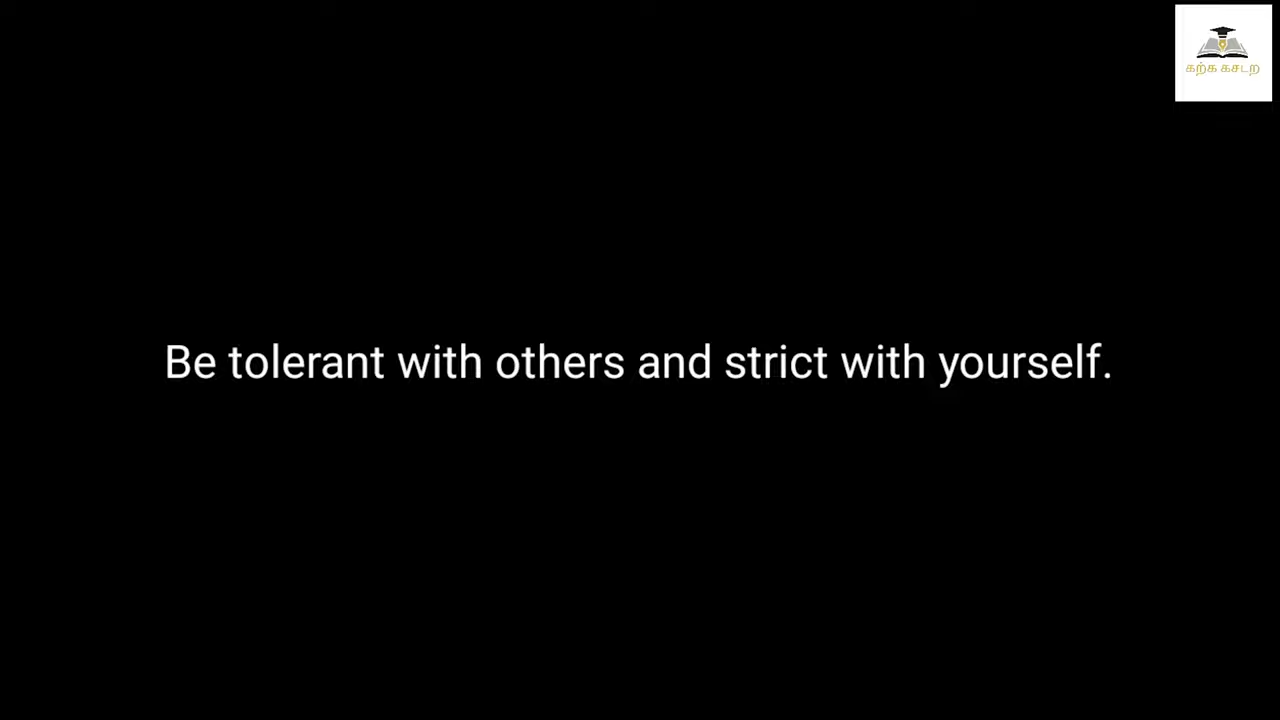 கற்க கசடற
Be tolerant with others and strict with yourself.